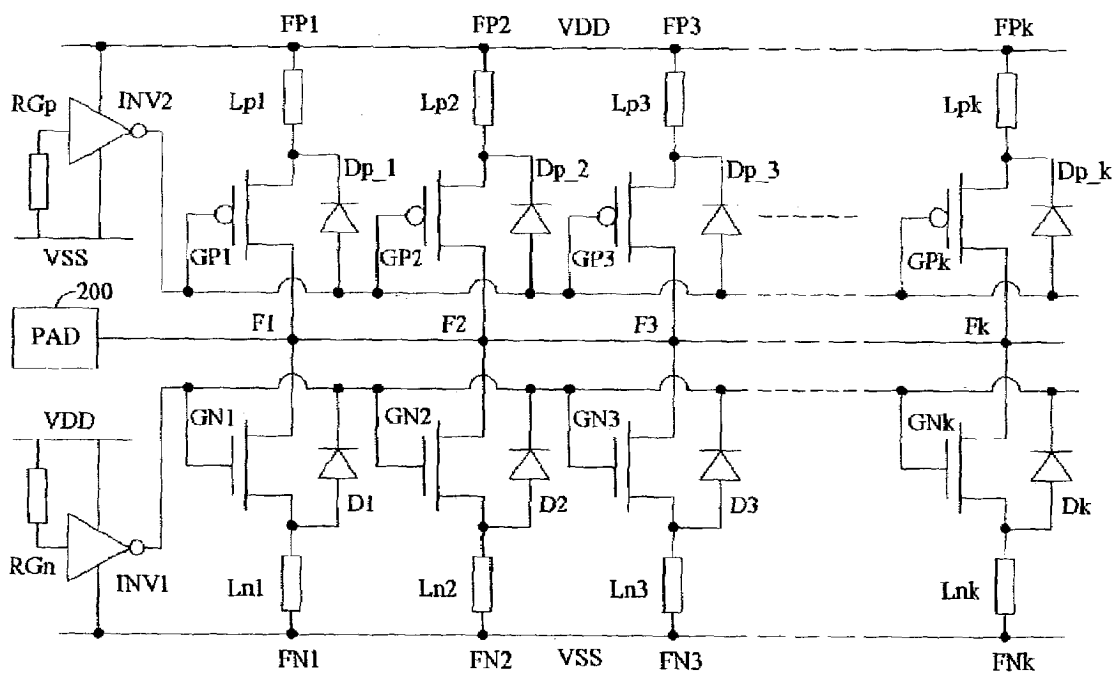 FP1 FP2 VDD FP3 FPk
RGp INV2 Lp1 Lp2 Lp3 Lpk
Dp_1 Dp_2 Dp_3 Dp_k
VSS GP1 GP2 GP3 GPk
200
PAD F1 F2 F3 Fk
VDD GN1 GN2 GN3 GNk
D1 D2 D3 Dk
RGn INV1 Ln1 Ln2 Ln3 Lnk
FN1 FN2 VSS FN3 FNk